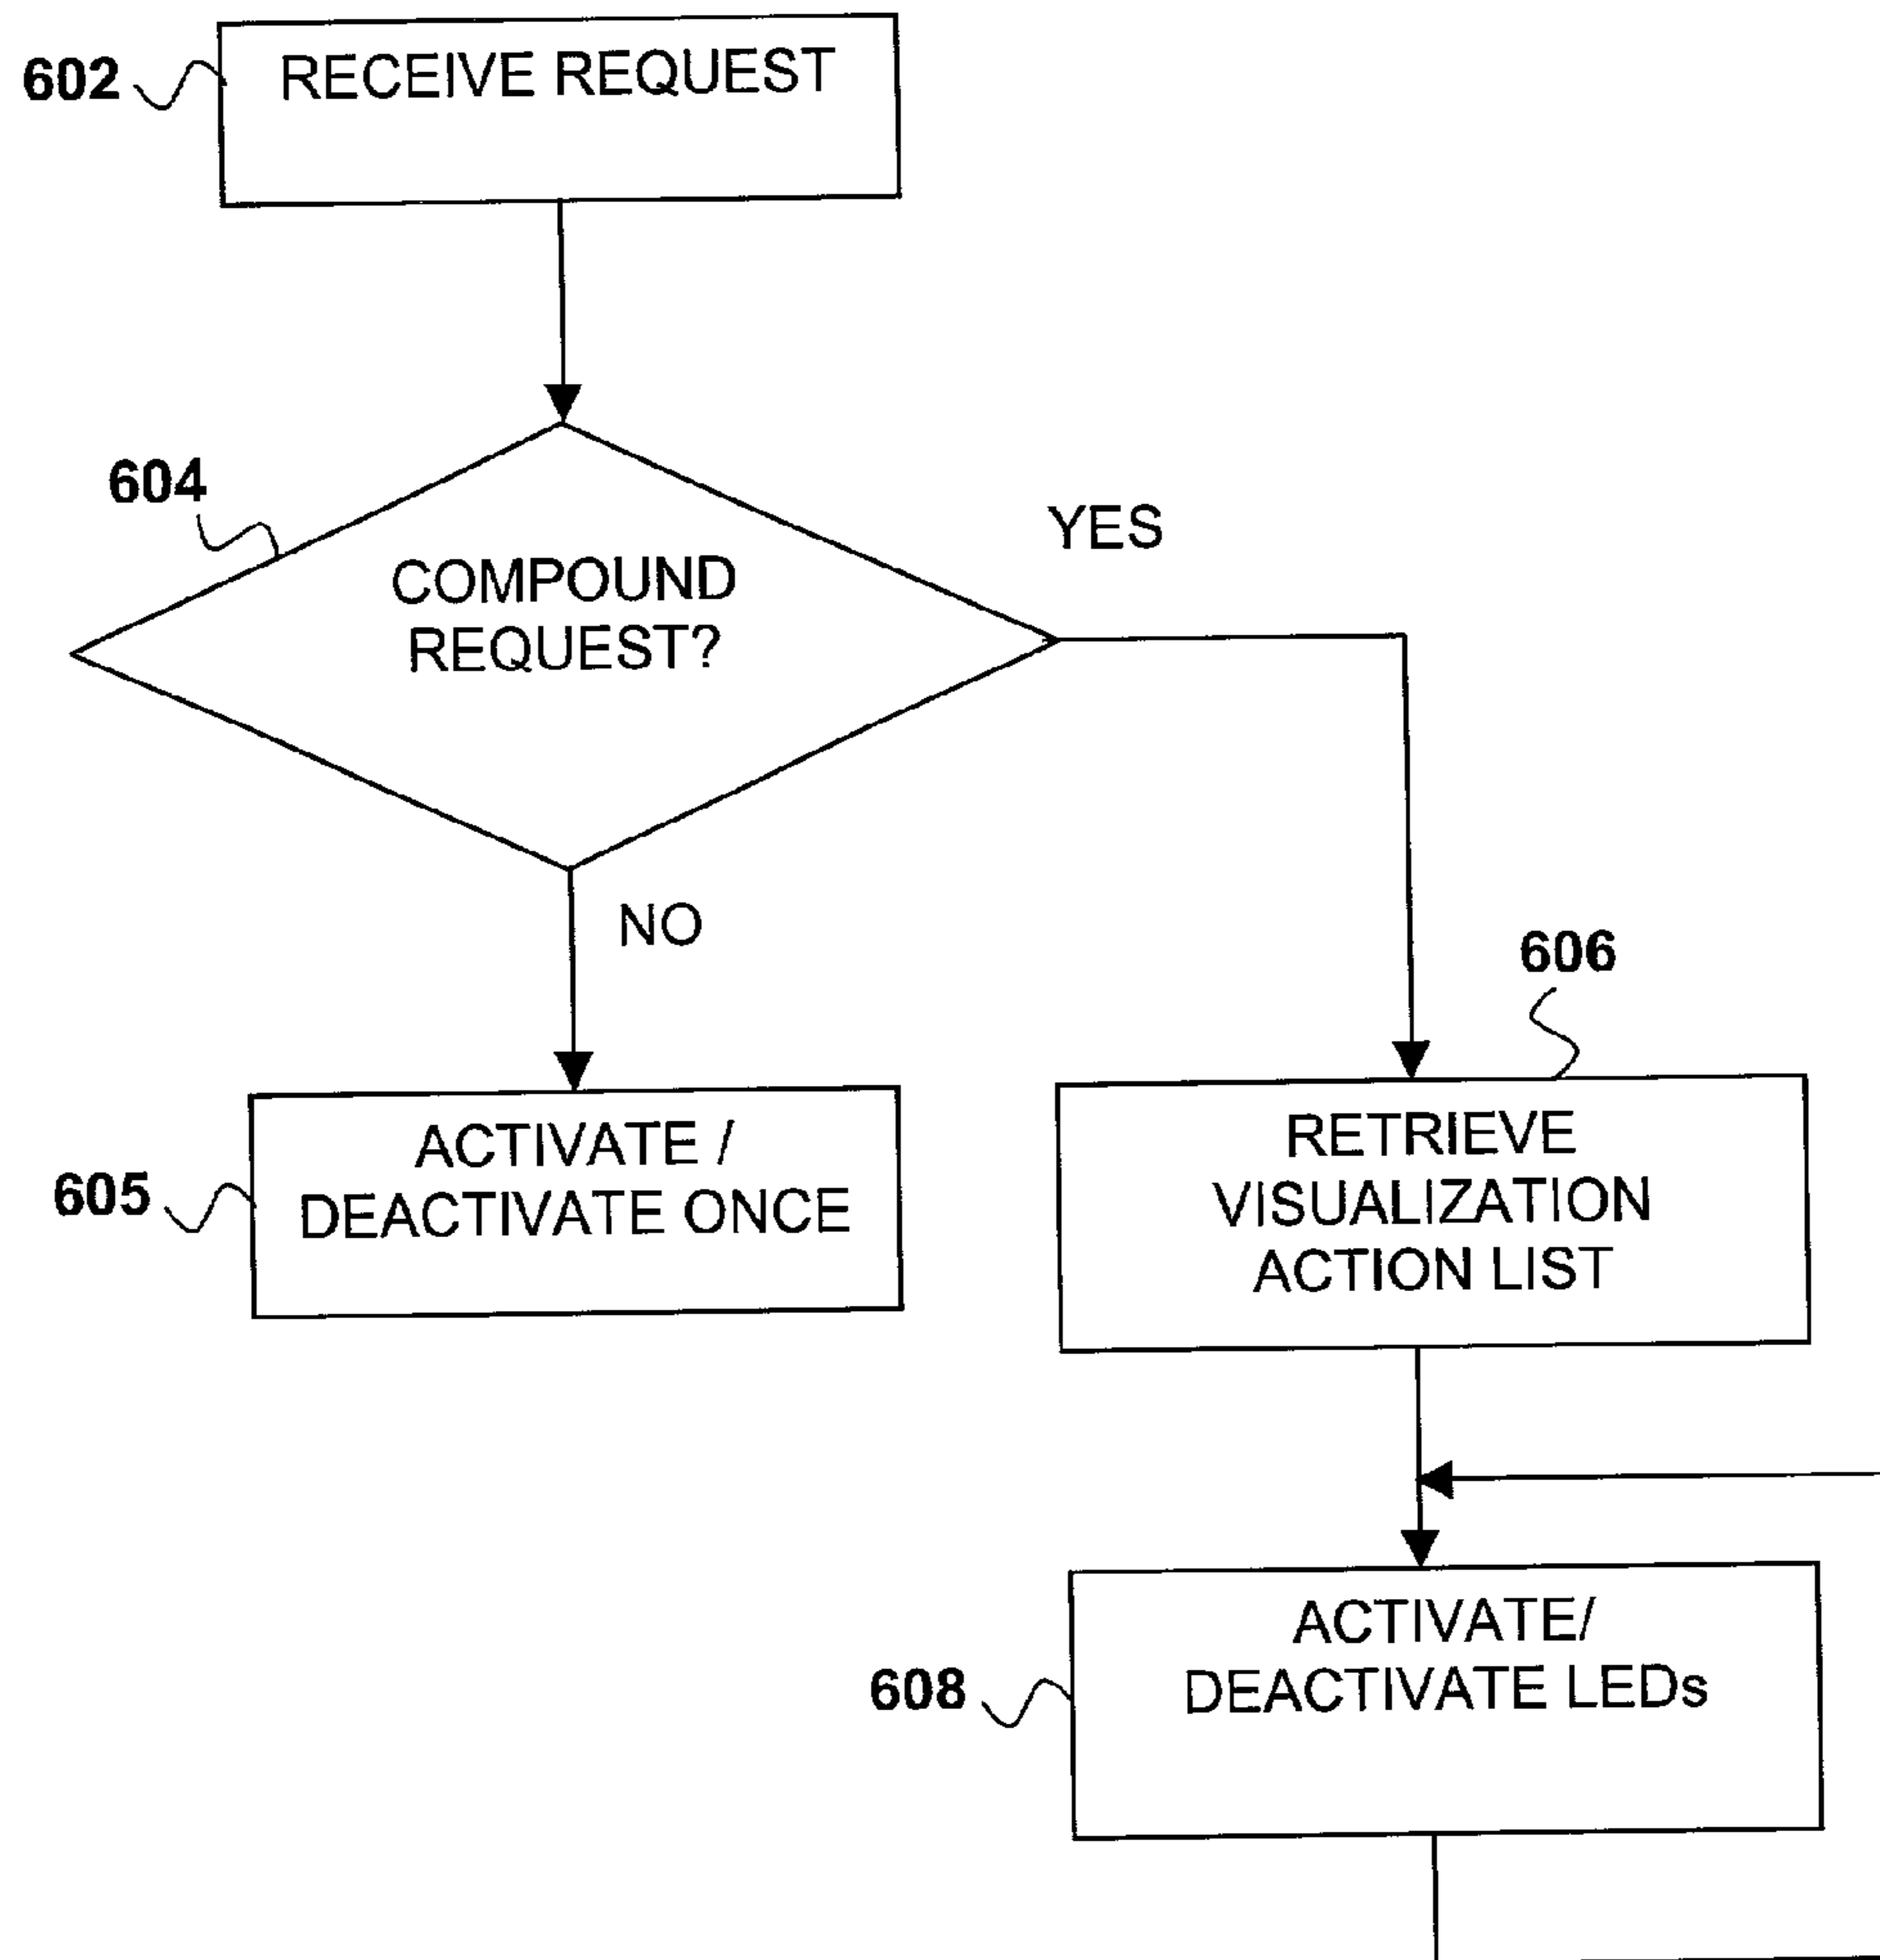 602
RECEIVE REQUEST
604
COMPOUND
REQUEST?
YES
NO
605
ACTIVATE /
DEACTIVATE ONCE
606
RETRIEVE
VISUALIZATION
ACTION LIST
608
ACTIVATE/
DEACTIVATE LEDs